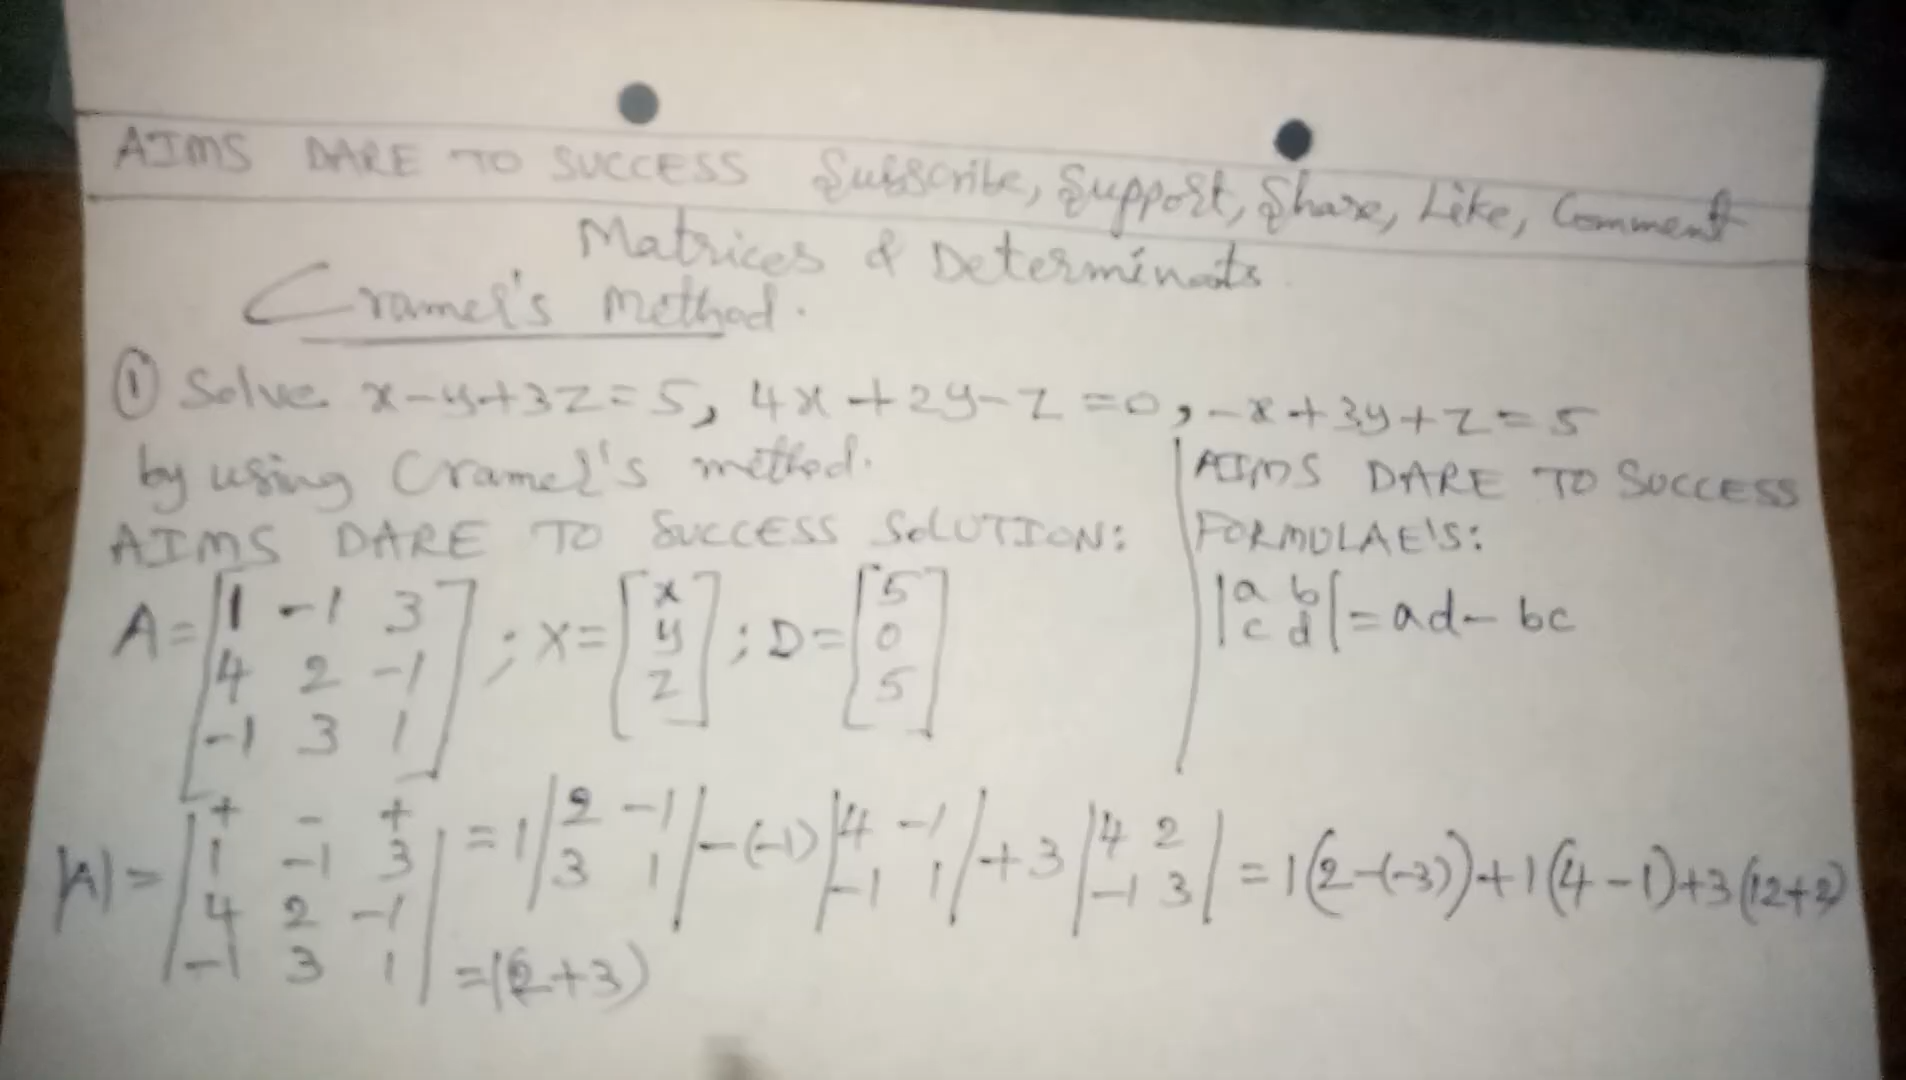 AIMS DARE TO SUCCESS Subscribe, Support, Share, Like, Comment
Matrices & Determinats.
Cramer's Method.
① Solve x-y+3z=5, 4x+2y-z=0, -x+3y+z=5
by using Cramer's method.
AIMS DARE TO SUCCESS SOLUTION:
A=[1 -1 3
4 2 -1
-1 3 1]; X=[x
y
z]; D=[5
0
5]
AIMS DARE TO SUCCESS
FORMULAE'S:
|a b
c d|=ad-bc
+ - +
|A|=|1 -1 3
4 2 -1
-1 3 1|
=1|2 -1
3 1|-(-1)|4 -1
-1 1|+3|4 2
-1 3|=1(2-(-3))+1(4-1)+3(12+2)
=1(2+3)